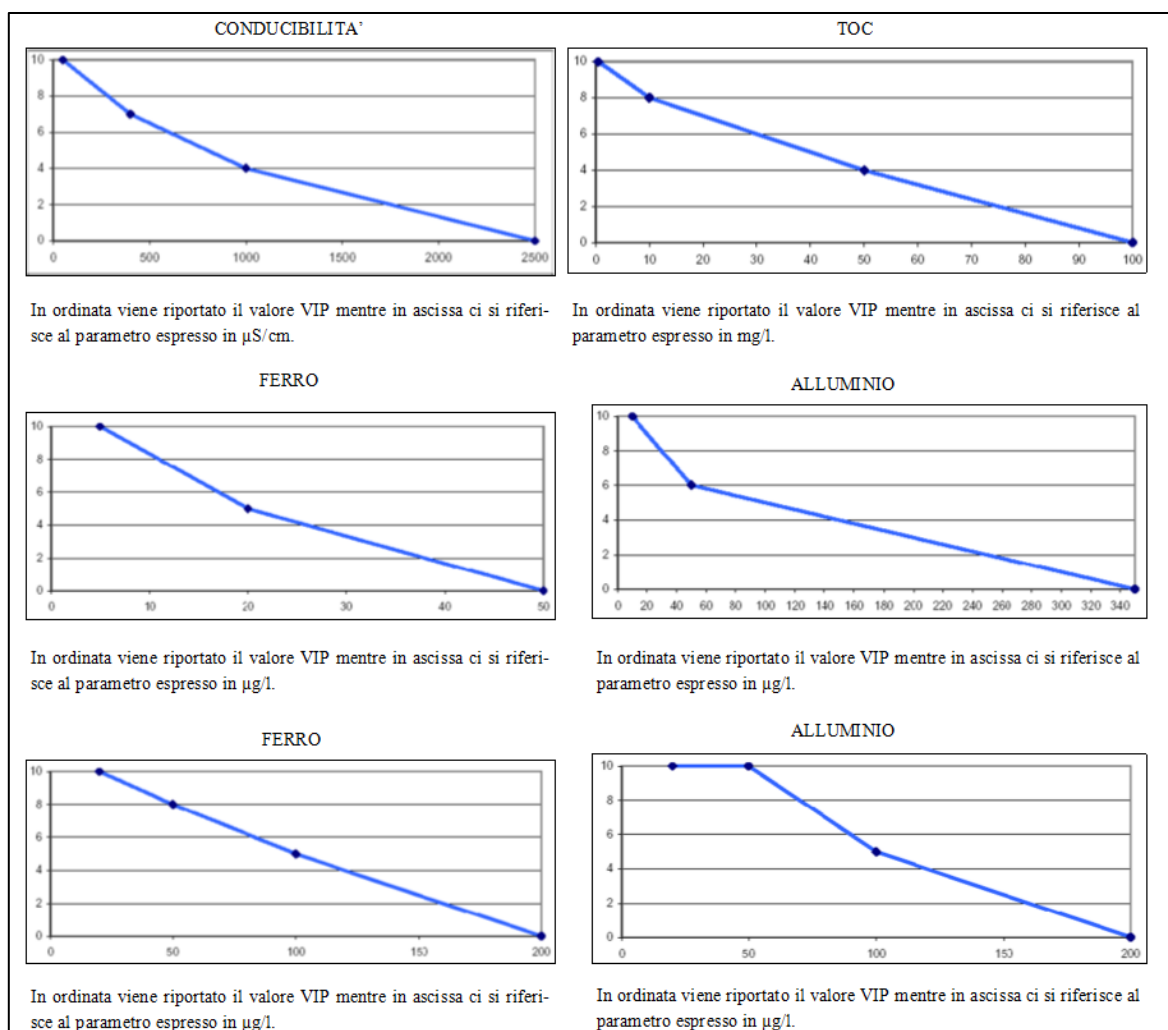 CONDUCIBILITA’
10
8
6
4
2
0
0 500 1000 1500 2000 2500
In ordinata viene riportato il valore VIP mentre in ascissa ci si riferi-
sce al parametro espresso in µS/cm.
TOC
10
8
6
4
2
0
0 10 20 30 40 50 60 70 80 90 100
In ordinata viene riportato il valore VIP mentre in ascissa ci si riferisce al
parametro espresso in mg/l.
FERRO
10
8
6
4
2
0
0 10 20 30 40 50
In ordinata viene riportato il valore VIP mentre in ascissa ci si riferi-
sce al parametro espresso in µg/l.
ALLUMINIO
10
8
6
4
2
0
0 20 40 60 80 100 120 140 160 180 200 220 240 260 280 300 320 340
In ordinata viene riportato il valore VIP mentre in ascissa ci si riferisce al
parametro espresso in µg/l.
FERRO
10
8
6
4
2
0
0 50 100 150 200
In ordinata viene riportato il valore VIP mentre in ascissa ci si riferi-
sce al parametro espresso in µg/l.
ALLUMINIO
10
8
6
4
2
0
0 50 100 150 200
In ordinata viene riportato il valore VIP mentre in ascissa ci si riferisce al
parametro espresso in µg/l.